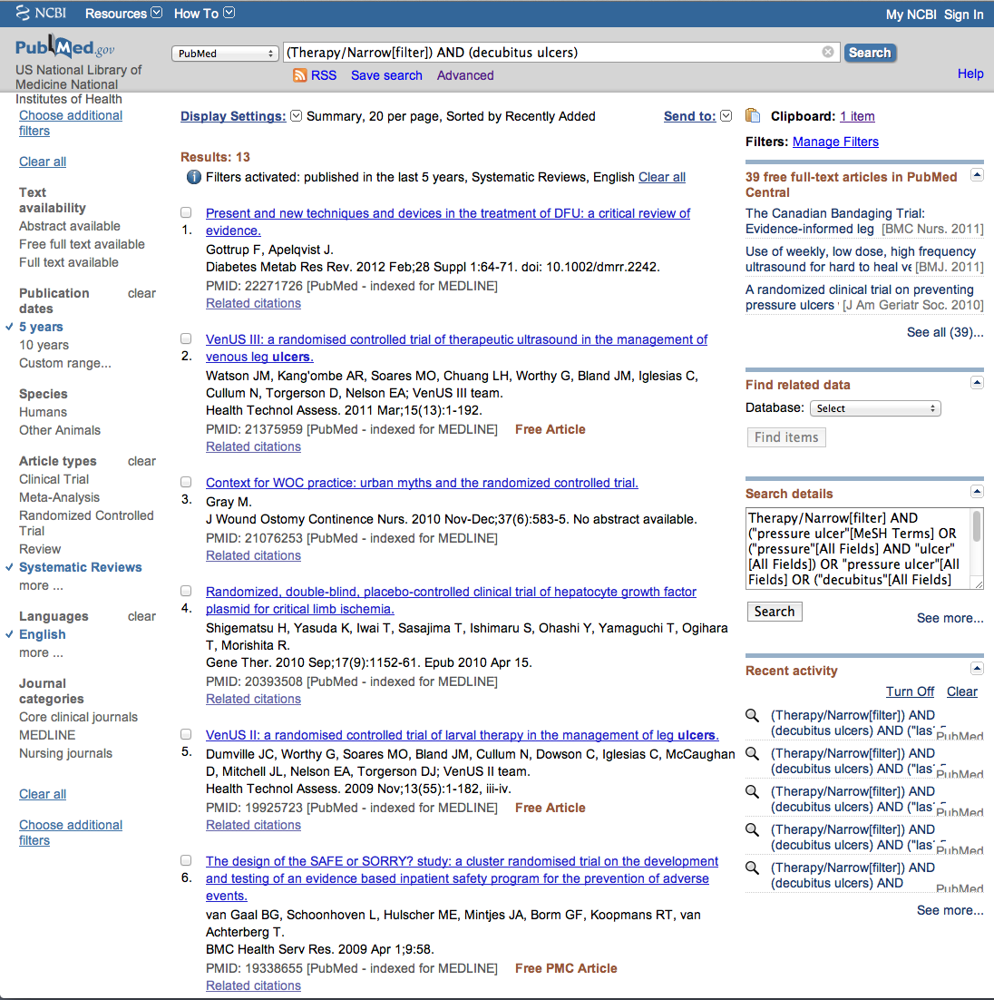 NCBI Resources How To My NCBI Sign In
PubMed.gov
US National Library of
Medicine National
Institutes of Health
PubMed
(Therapy/Narrow[filter]) AND (decubitus ulcers)
Search
RSS Save search Advanced
Help
Choose additional
filters
Clear all
Text
availability
Abstract available
Free full text available
Full text available
Publication
dates
clear
5 years
10 years
Custom range...
Species
Humans
Other Animals
Article types clear
Clinical Trial
Meta-Analysis
Randomized Controlled
Trial
Review
Systematic Reviews
more ...
Languages clear
English
more ...
Journal
categories
Core clinical journals
MEDLINE
Nursing journals
Clear all
Choose additional
filters
Display Settings: Summary, 20 per page, Sorted by Recently Added
Send to:
Results: 13
Filters activated: published in the last 5 years, Systematic Reviews, English Clear all
1. Present and new techniques and devices in the treatment of DFU: a critical review of
evidence.
Gottrup F, Apelqvist J.
Diabetes Metab Res Rev. 2012 Feb;28 Suppl 1:64-71. doi: 10.1002/dmrr.2242.
PMID: 22271726 [PubMed - indexed for MEDLINE]
Related citations
2. VenUS III: a randomised controlled trial of therapeutic ultrasound in the management of
venous leg ulcers.
Watson JM, Kang'ombe AR, Soares MO, Chuang LH, Worthy G, Bland JM, Iglesias C,
Cullum N, Torgerson D, Nelson EA; VenUS III team.
Health Technol Assess. 2011 Mar;15(13):1-192.
PMID: 21375959 [PubMed - indexed for MEDLINE] Free Article
Related citations
3. Context for WOC practice: urban myths and the randomized controlled trial.
Gray M.
J Wound Ostomy Continence Nurs. 2010 Nov-Dec;37(6):583-5. No abstract available.
PMID: 21076253 [PubMed - indexed for MEDLINE]
Related citations
4. Randomized, double-blind, placebo-controlled clinical trial of hepatocyte growth factor
plasmid for critical limb ischemia.
Shigematsu H, Yasuda K, Iwai T, Sasajima T, Ishimaru S, Ohashi Y, Yamaguchi T, Ogihara
T, Morishita R.
Gene Ther. 2010 Sep;17(9):1152-61. Epub 2010 Apr 15.
PMID: 20393508 [PubMed - indexed for MEDLINE]
Related citations
5. VenUS II: a randomised controlled trial of larval therapy in the management of leg ulcers.
Dumville JC, Worthy G, Soares MO, Bland JM, Cullum N, Dowson C, Iglesias C, McCaughan
D, Mitchell JL, Nelson EA, Torgerson DJ; VenUS II team.
Health Technol Assess. 2009 Nov;13(55):1-182, iii-iv.
PMID: 19925723 [PubMed - indexed for MEDLINE] Free Article
Related citations
6. The design of the SAFE or SORRY? study: a cluster randomised trial on the development
and testing of an evidence based inpatient safety program for the prevention of adverse
events.
van Gaal BG, Schoonhoven L, Hulscher ME, Mintjes JA, Borm GF, Koopmans RT, van
Achterberg T.
BMC Health Serv Res. 2009 Apr 1;9:58.
PMID: 19338655 [PubMed - indexed for MEDLINE] Free PMC Article
Related citations
Clipboard: 1 item
Filters: Manage Filters
39 free full-text articles in PubMed
Central
The Canadian Bandaging Trial:
Evidence-informed leg [BMC Nurs. 2011]
Use of weekly, low dose, high frequency
ultrasound for hard to heal ve [BMJ. 2011]
A randomized clinical trial on preventing
pressure ulcers [J Am Geriatr Soc. 2010]
See all (39)...
Find related data
Database: Select
Find items
Search details
Therapy/Narrow[filter] AND
("pressure ulcer"[MeSH Terms] OR
("pressure"[All Fields] AND "ulcer"
[All Fields]) OR "pressure ulcer"[All
Fields] OR ("decubitus"[All Fields]
Search
See more...
Recent activity
Turn Off Clear
(Therapy/Narrow[filter]) AND
(decubitus ulcers) AND ("las PubMed
(Therapy/Narrow[filter]) AND
(decubitus ulcers) AND ("las PubMed
(Therapy/Narrow[filter]) AND
(decubitus ulcers) AND ("las PubMed
(Therapy/Narrow[filter]) AND
(decubitus ulcers) AND ("las PubMed
(Therapy/Narrow[filter]) AND
(decubitus ulcers) AND PubMed
See more...